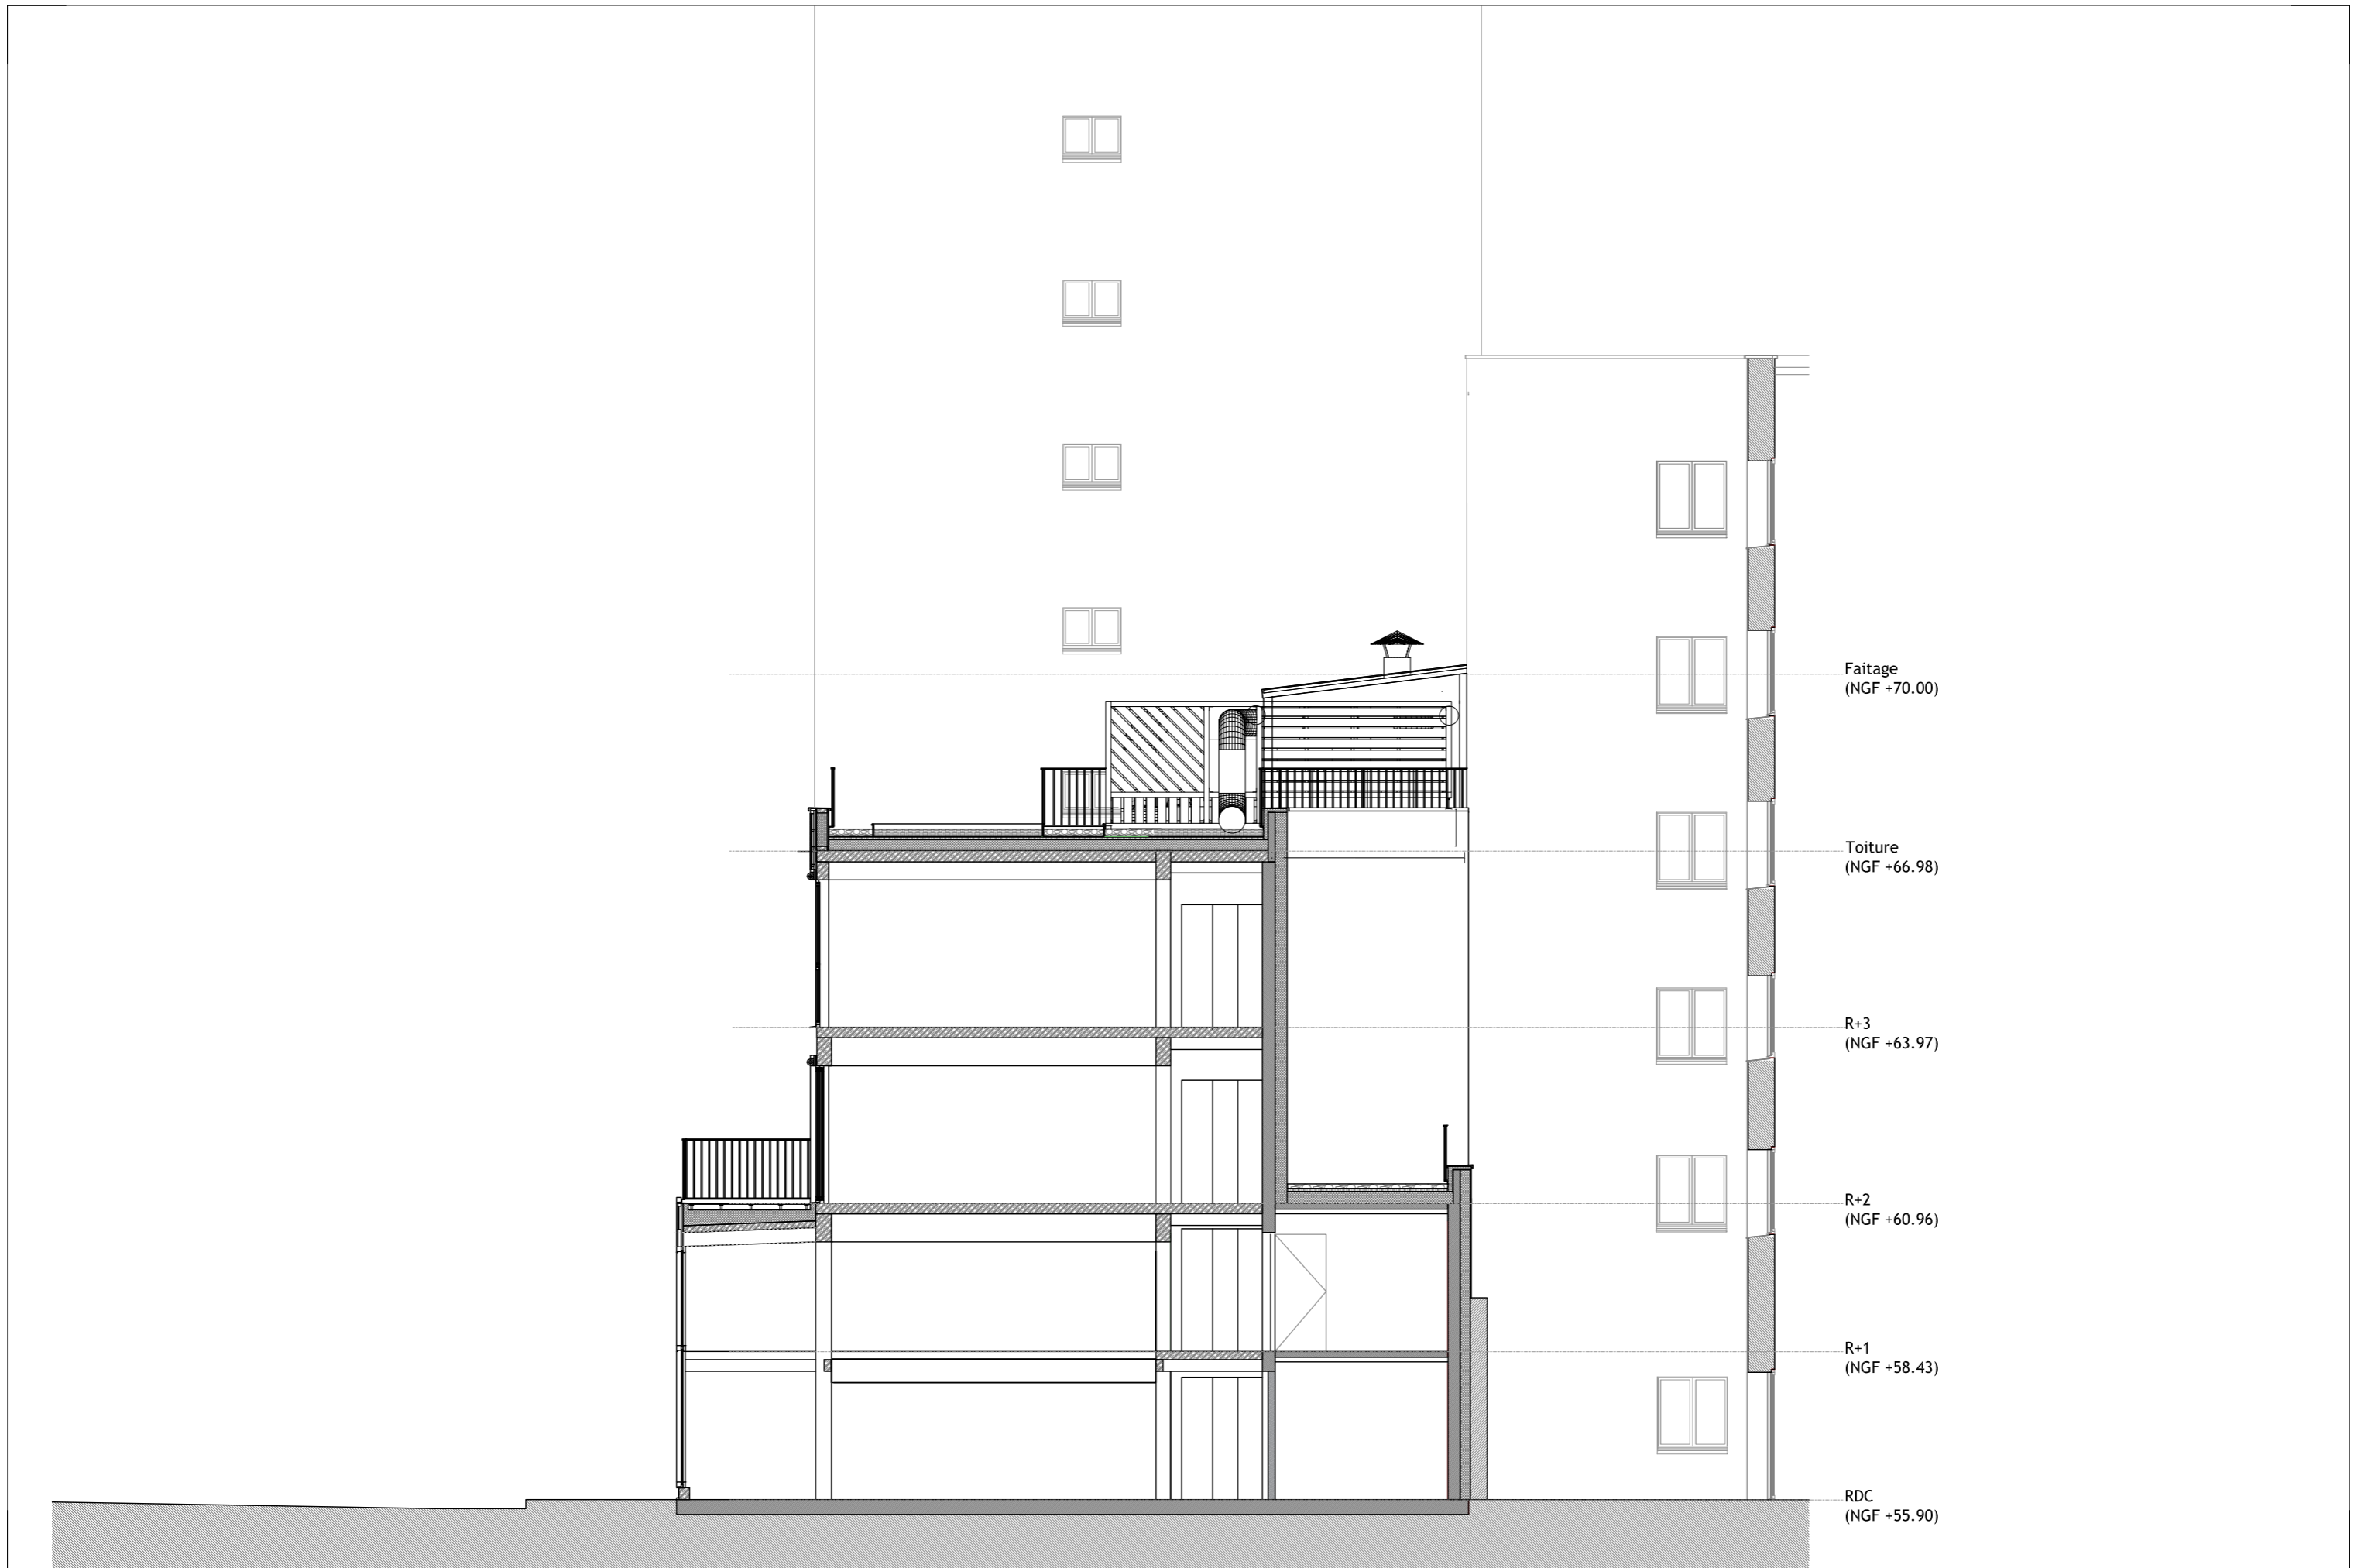 Faitage
(NGF +70.00)
Toiture
(NGF +66.98)
R+3
(NGF +63.97)
R+2
(NGF +60.96)
R+1
(NGF +58.43)
RDC
(NGF +55.90)